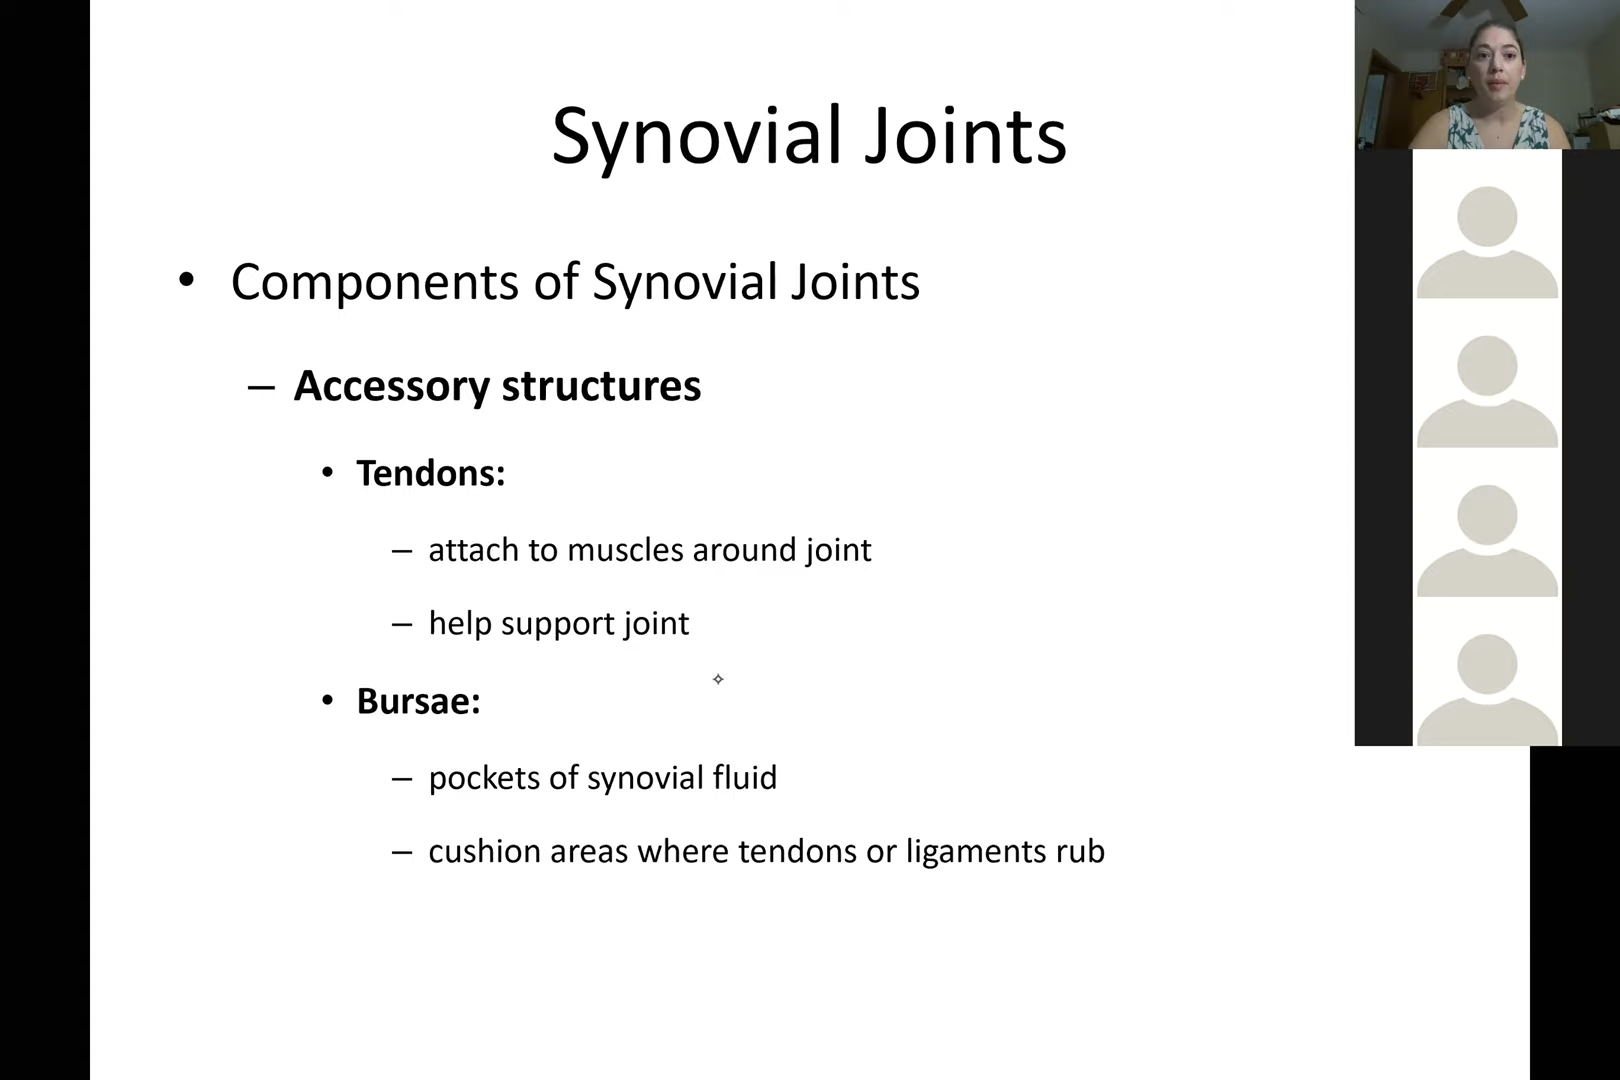 Synovial Joints
• Components of Synovial Joints
– Accessory structures
• Tendons:
– attach to muscles around joint
– help support joint
• Bursae:
– pockets of synovial fluid
– cushion areas where tendons or ligaments rub